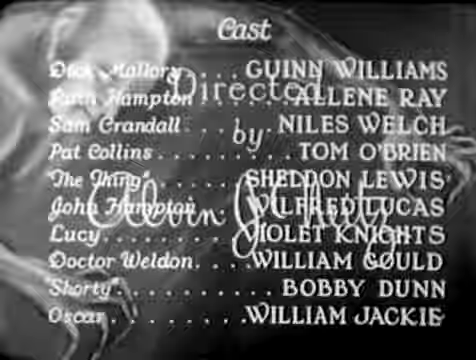 Cast
Dick Mallory . . . GUINN WILLIAMS
Ruth Hampton . . . ALLENE RAY
Directed
Sam Crandall . . . . NILES WELCH
by
Pat Collins . . . . . . . . TOM O'BRIEN
"The Thing" . . . . . . SHELDON LEWIS
John Hampton . . . WILFRED LUCAS
Elvin J. Neitz
Lucy . . . . . . . . . VIOLET KNIGHTS
Doctor Weldon . . . . WILLIAM GOULD
"Shorty" . . . . . . . . . BOBBY DUNN
Oscar . . . . . . . . . WILLIAM JACKIE